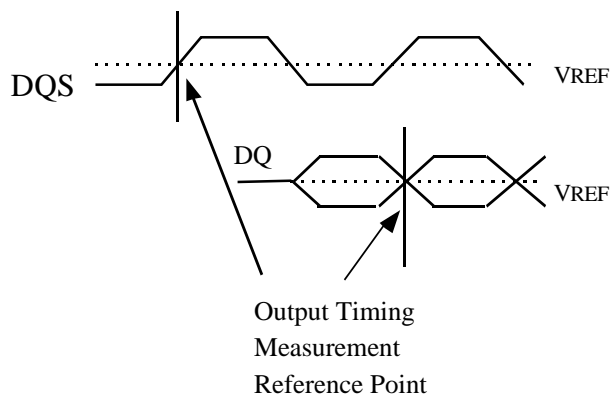 DQS
VREF
DQ
VREF
Output Timing
Measurement
Reference Point